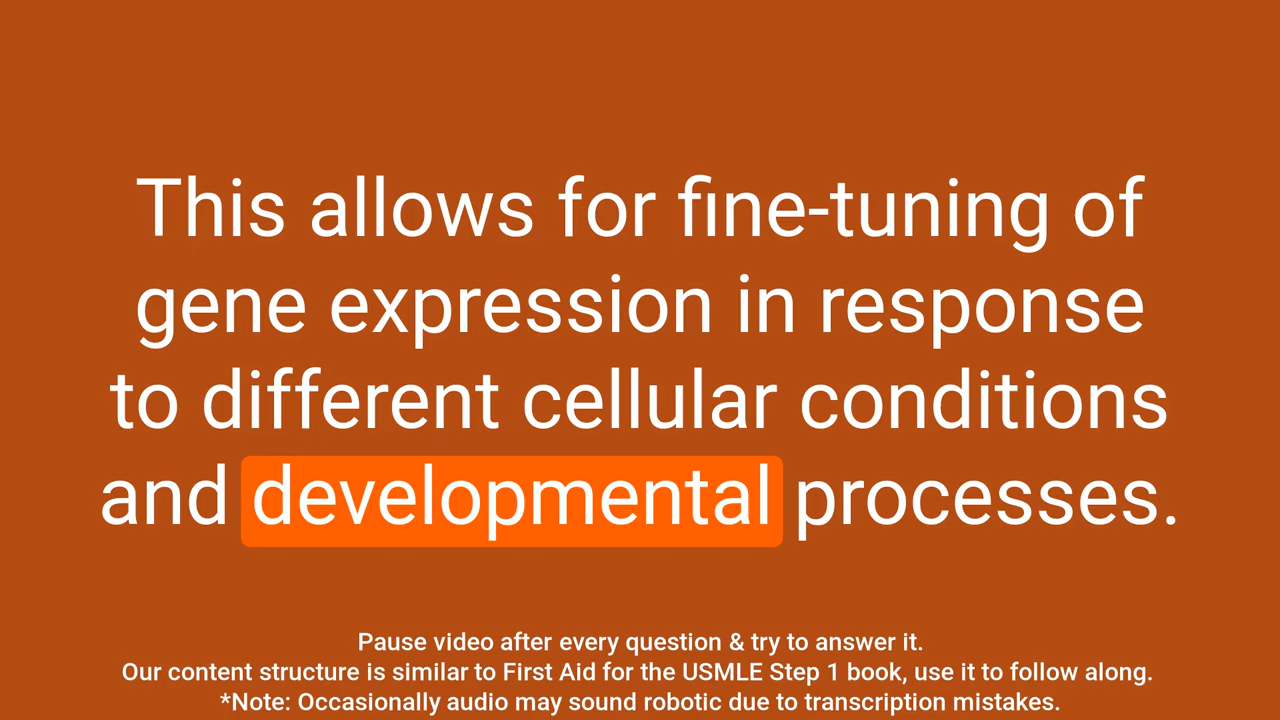 This allows for fine-tuning of
gene expression in response
to different cellular conditions
and developmental processes.
Pause video after every question & try to answer it.
Our content structure is similar to First Aid for the USMLE Step 1 book, use it to follow along.
*Note: Occasionally audio may sound robotic due to transcription mistakes.